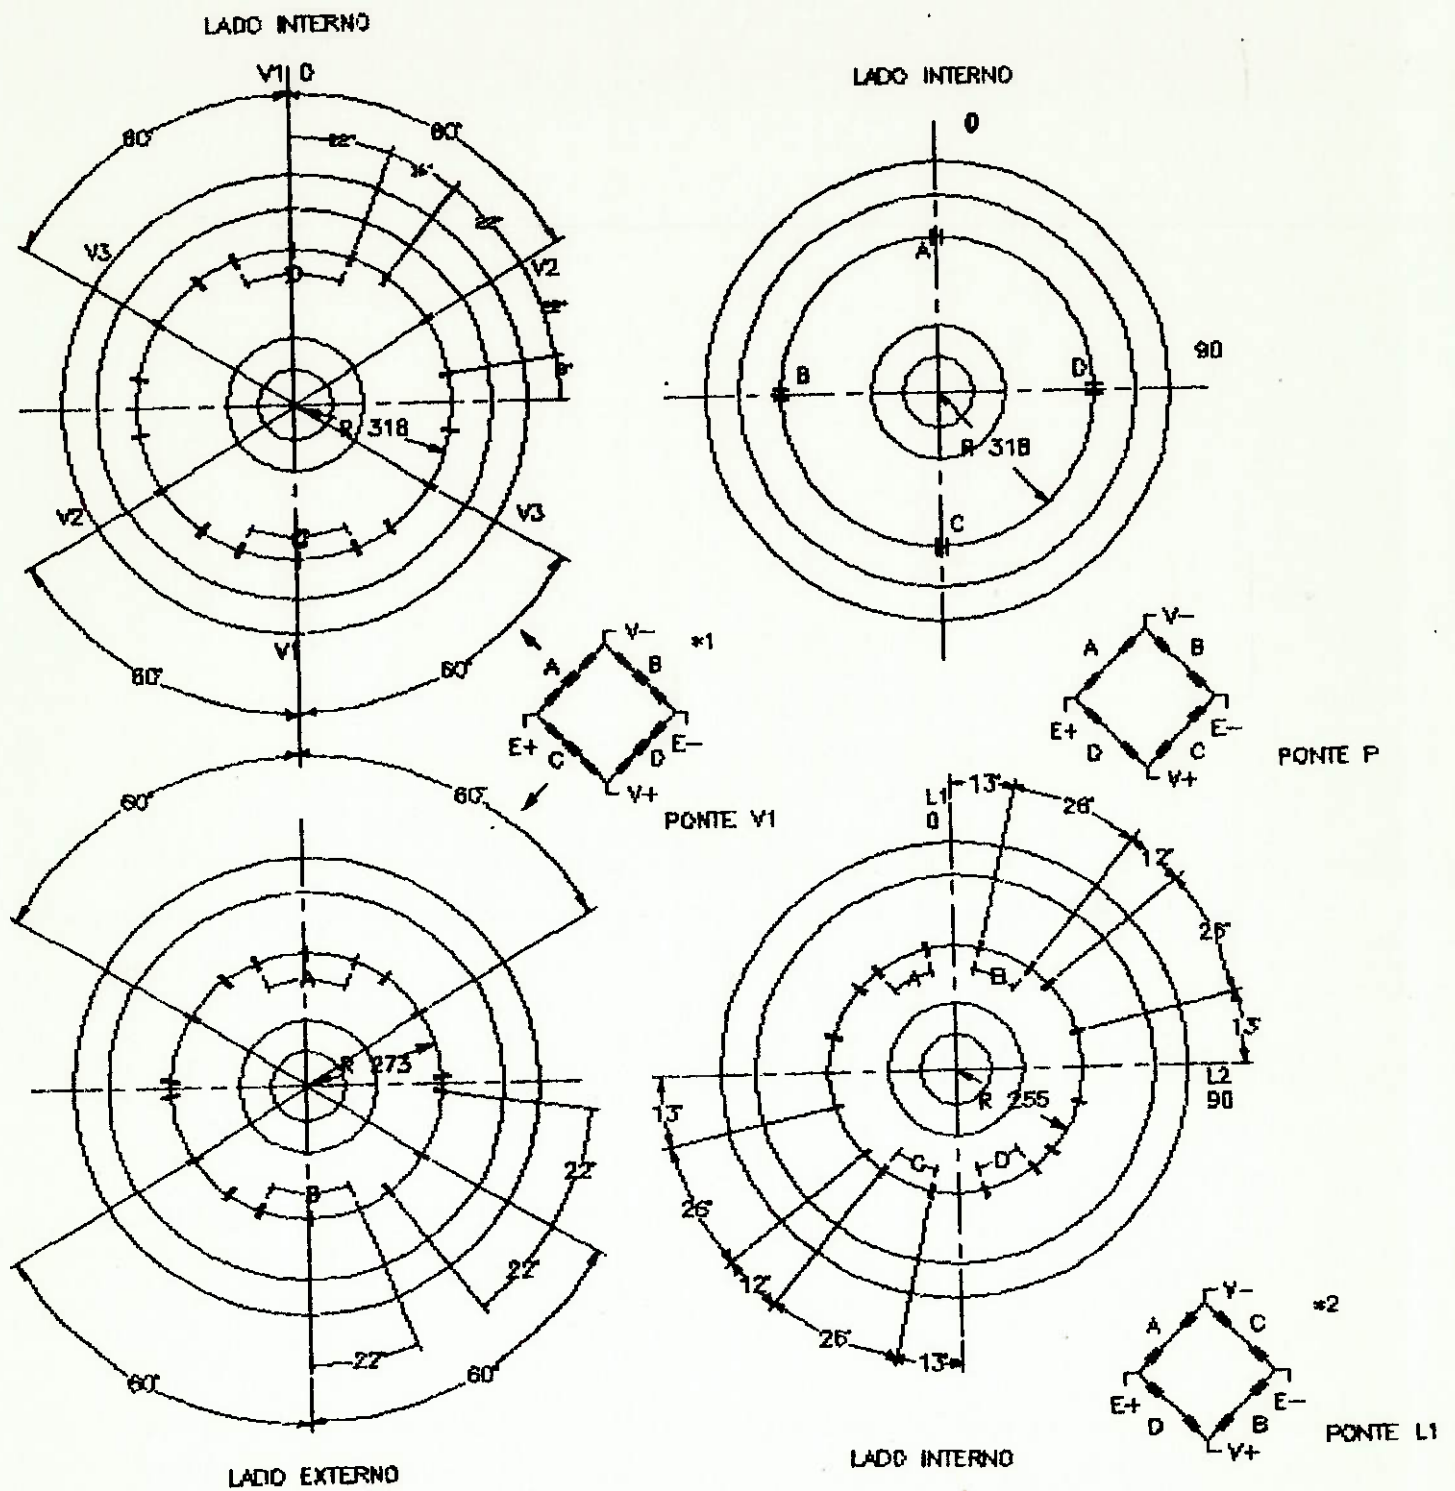 LADO INTERNO
V1 0
60°
60°
22°
16°
V3
V2
D
R 318
V2
V3
C
V1
60°
60°
LADO INTERNO
0
A
90
B
D
R 318
C
V-
*1
A
B
E+
E-
C
D
V+
PONTE V1
V-
A
B
E+
E-
D
C
V+
PONTE P
60°
60°
A
R 273
B
22°
22°
22°
60°
60°
LADO EXTERNO
L1
0
13°
26°
12°
26°
13°
A
B
L2
90
R 255
13°
C
D
26°
12°
26°
13°
LADO INTERNO
V-
*2
A
C
E+
E-
D
B
V+
PONTE L1